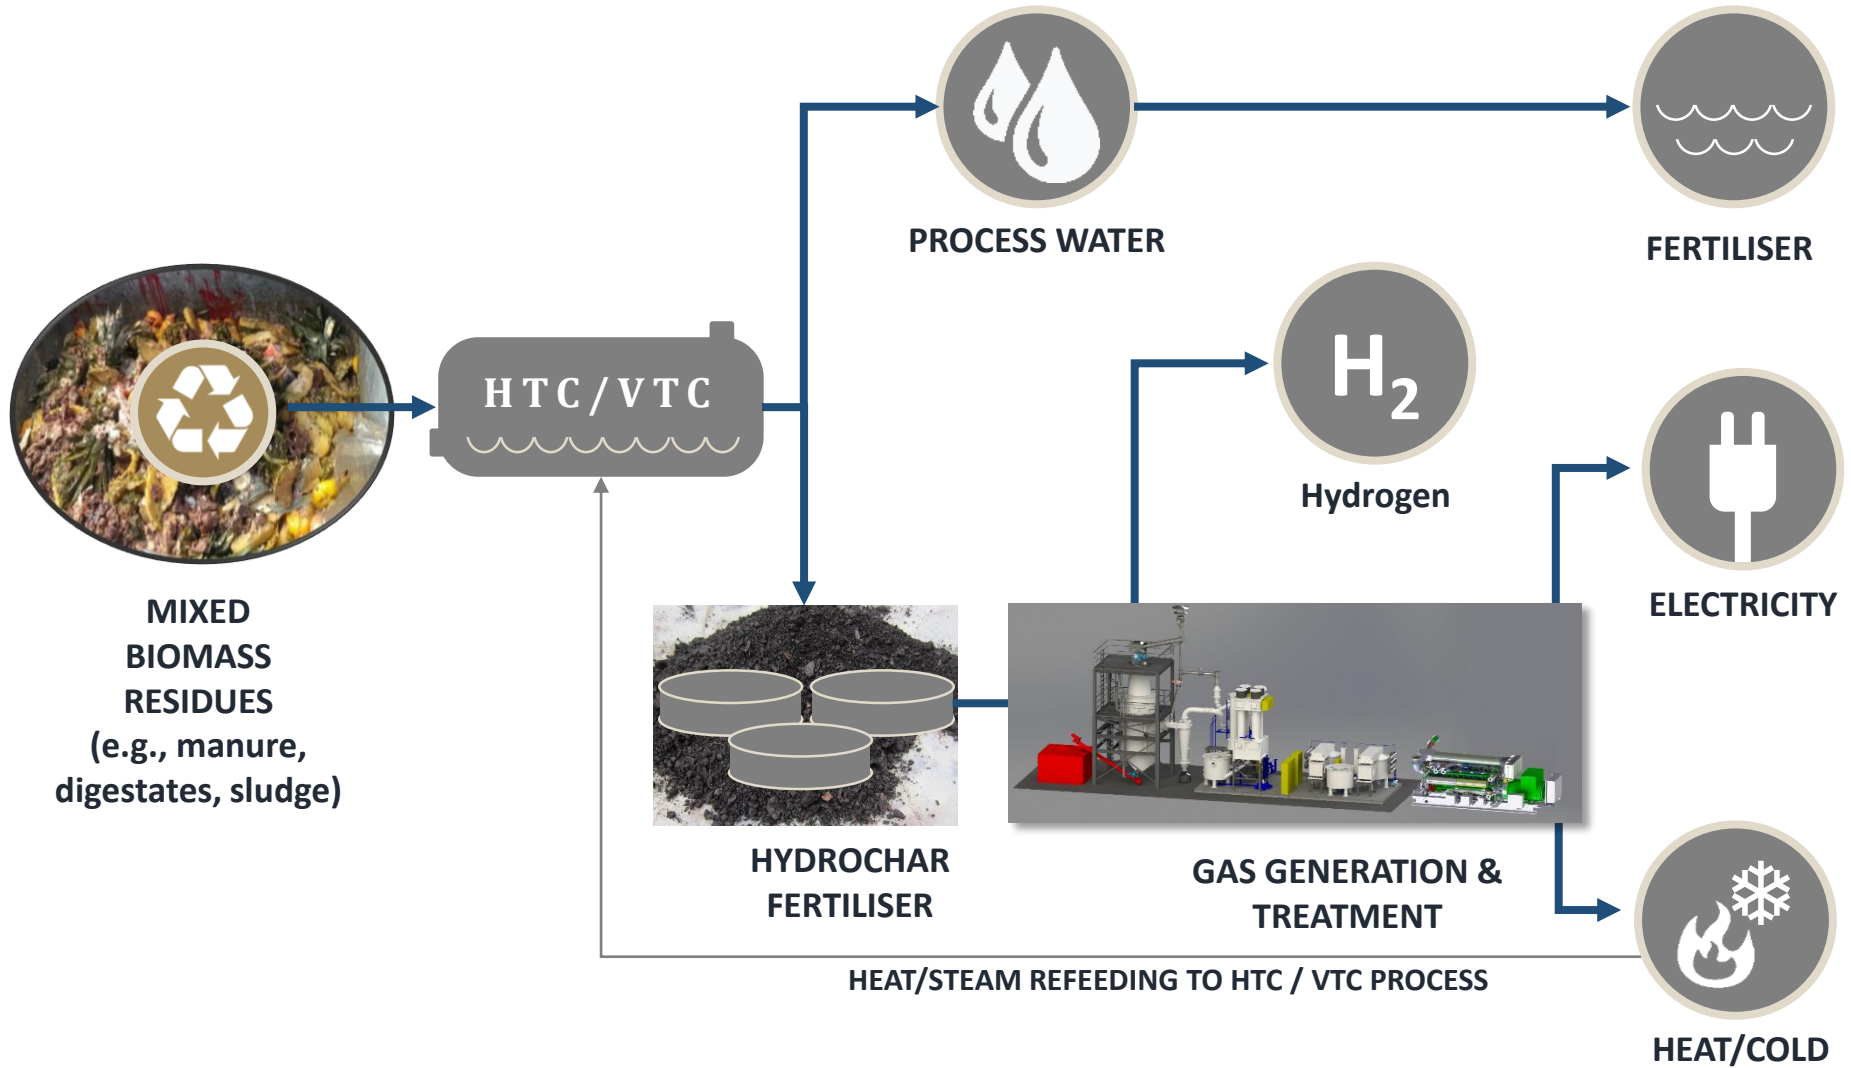 PROCESS WATER
FERTILISER
HTC/VTC
H2
Hydrogen
ELECTRICITY
MIXED
BIOMASS
RESIDUES
(e.g., manure,
digestates, sludge)
HYDROCHAR
FERTILISER
GAS GENERATION &
TREATMENT
HEAT/STEAM REFEEDING TO HTC / VTC PROCESS
HEAT/COLD